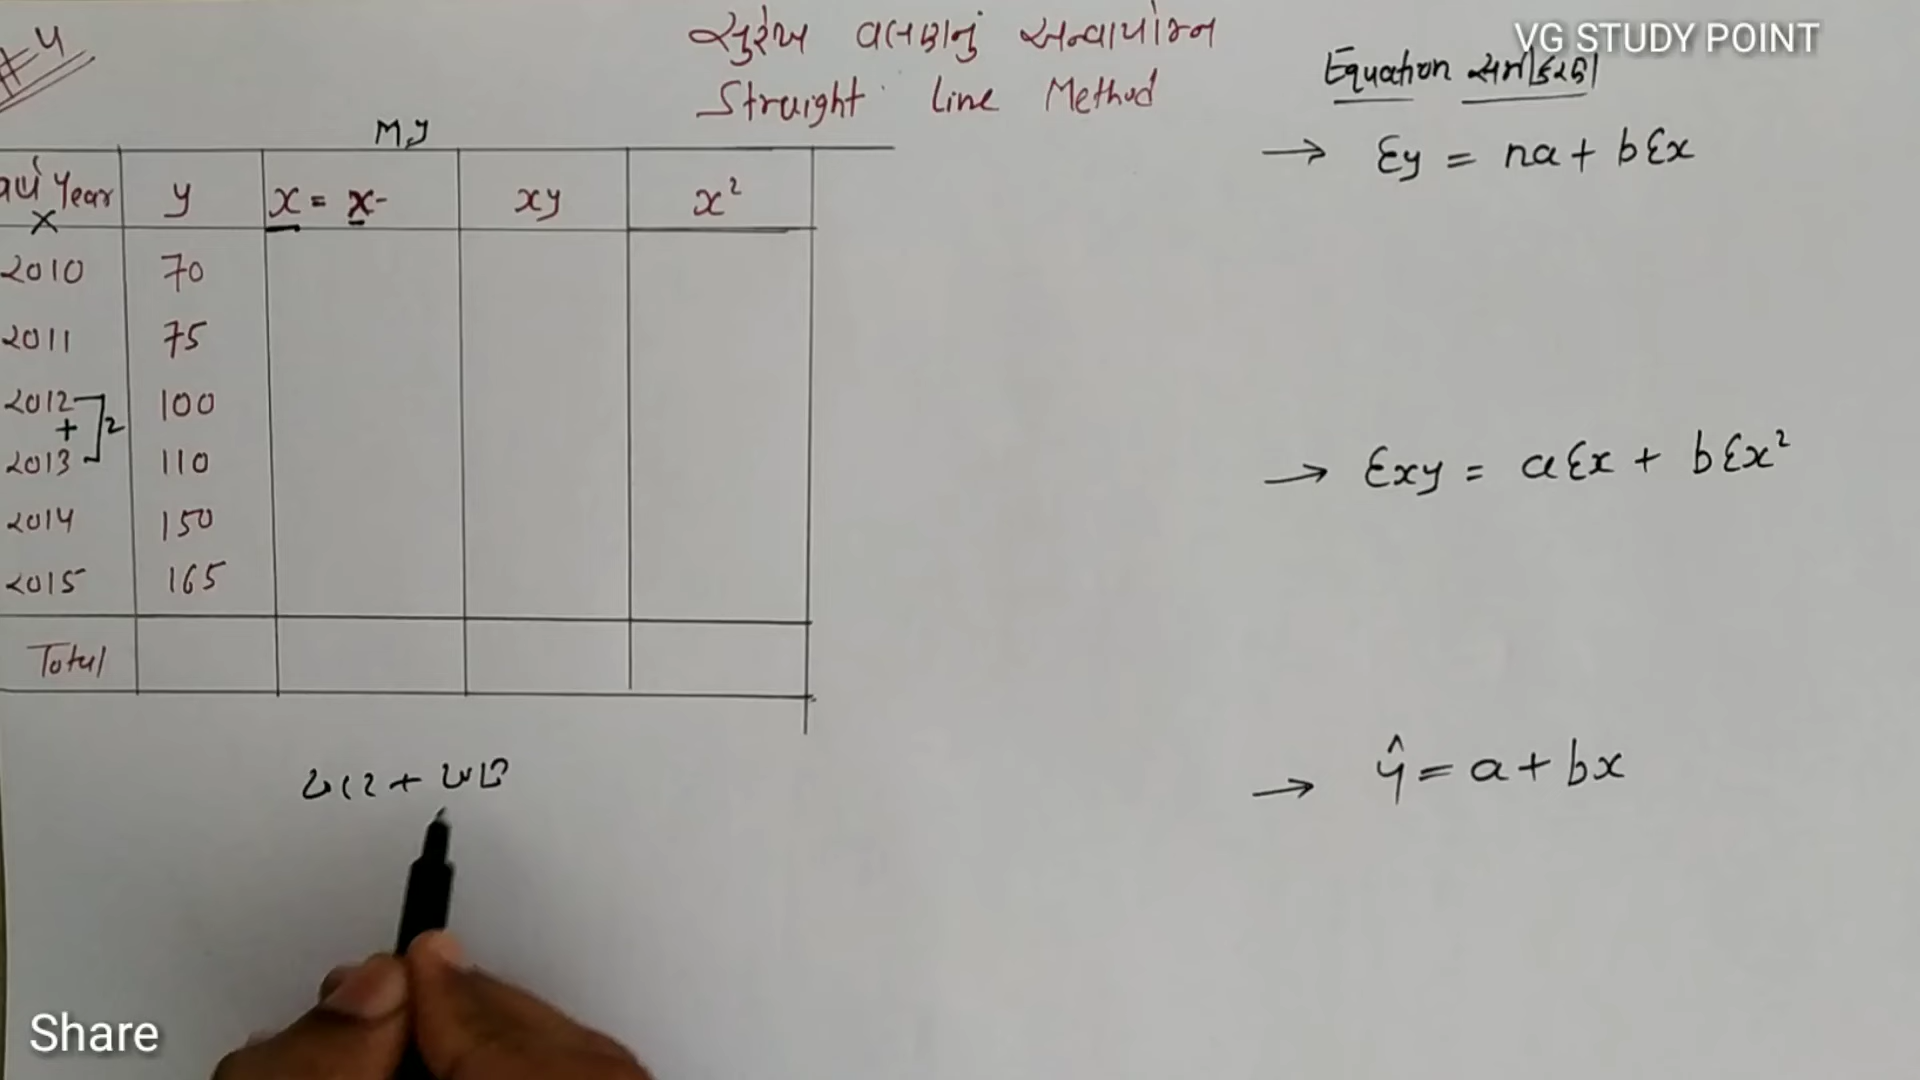 #4
સુરેખ વલણનું અન્વાયોજન
Straight Line Method
VG STUDY POINT
Equation સમીકરણ
→ Σy = na + bΣx
My
વર્ષ Year X | y | x = x- | xy | x²
2010 70
2011 75
2012 100
+ ]2
2013 110
2014 150
2015 165
Total
→ Σxy = aΣx + bΣx²
2012 + 2013
→ ŷ = a + bx
Share